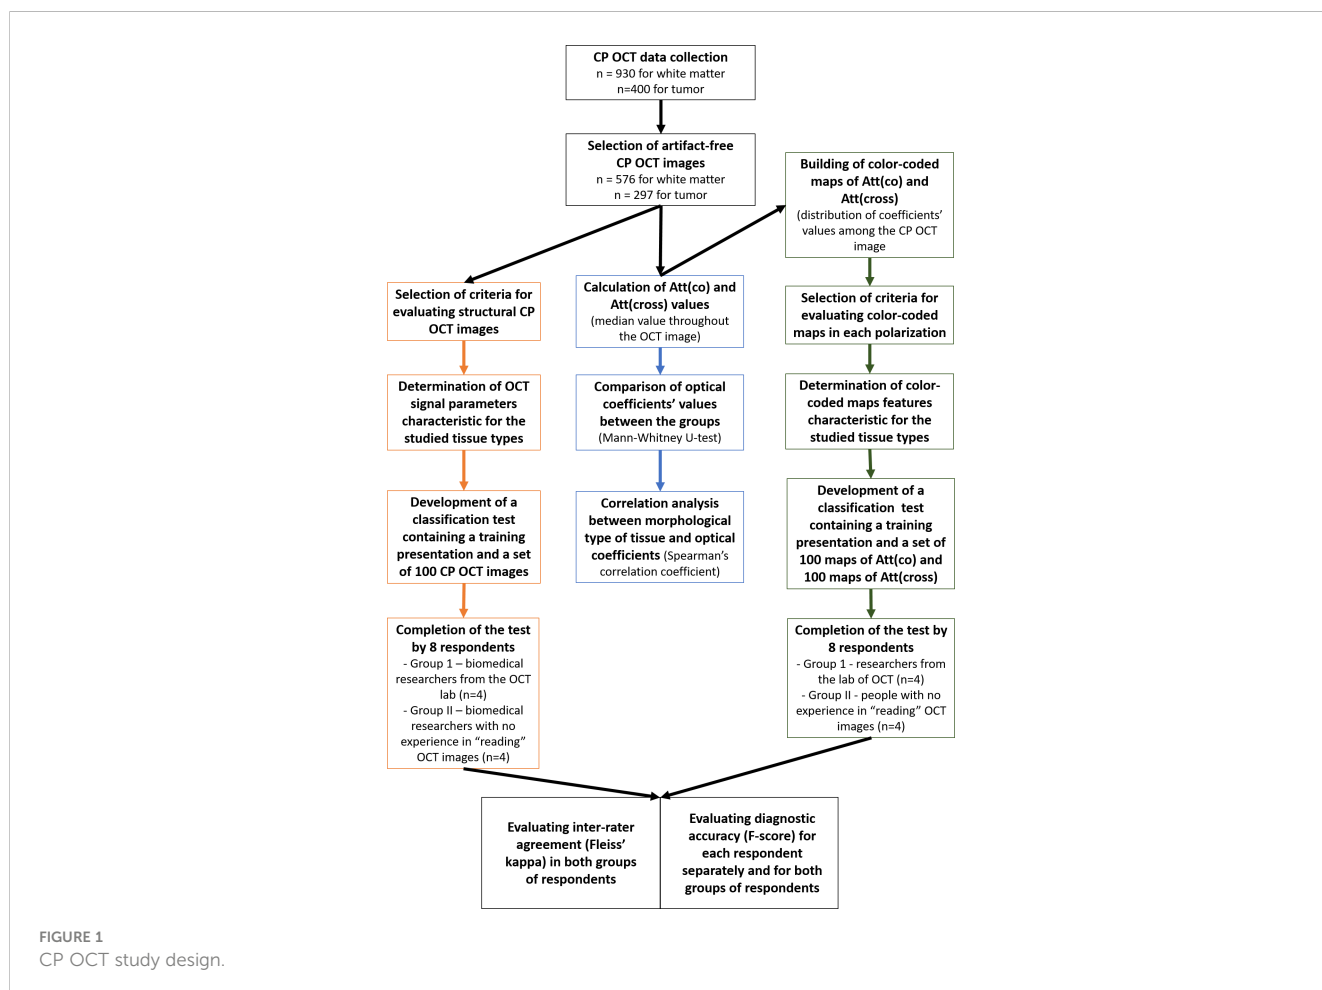 CP OCT data collection
n = 930 for white matter
n=400 for tumor
Selection of artifact-free
CP OCT images
n = 576 for white matter
n = 297 for tumor
Building of color-coded
maps of Att(co) and
Att(cross)
(distribution of coefficients'
values among the CP OCT
image
Selection of criteria for
evaluating structural CP
OCT images
Calculation of Att(co) and
Att(cross) values
(median value throughout
the OCT image)
Selection of criteria for
evaluating color-coded
maps in each polarization
Determination of OCT
signal parameters
characteristic for the
studied tissue types
Comparison of optical
coefficients' values
between the groups
(Mann-Whitney U-test)
Determination of color-
coded maps features
characteristic for the
studied tissue types
Development of a
classification test
containing a training
presentation and a set
of 100 CP OCT images
Correlation analysis
between morphological
type of tissue and optical
coefficients (Spearman's
correlation coefficient)
Development of a
classification  test
containing a training
presentation and a set of
100 maps of Att(co) and
100 maps of Att(cross)
Completion of the test
by 8 respondents
- Group 1 – biomedical
researchers from the OCT
lab (n=4)
- Group II – biomedical
researchers with no
experience in “reading”
OCT images (n=4)
Completion of the test by
8 respondents
- Group 1 - researchers from
the lab of OCT (n=4)
- Group II - people with no
experience in “reading” OCT
images (n=4)
Evaluating inter-rater
agreement (Fleiss’
kappa) in both groups
of respondents
Evaluating diagnostic
accuracy (F-score) for
each respondent
separately and for both
groups of respondents
FIGURE 1
CP OCT study design.